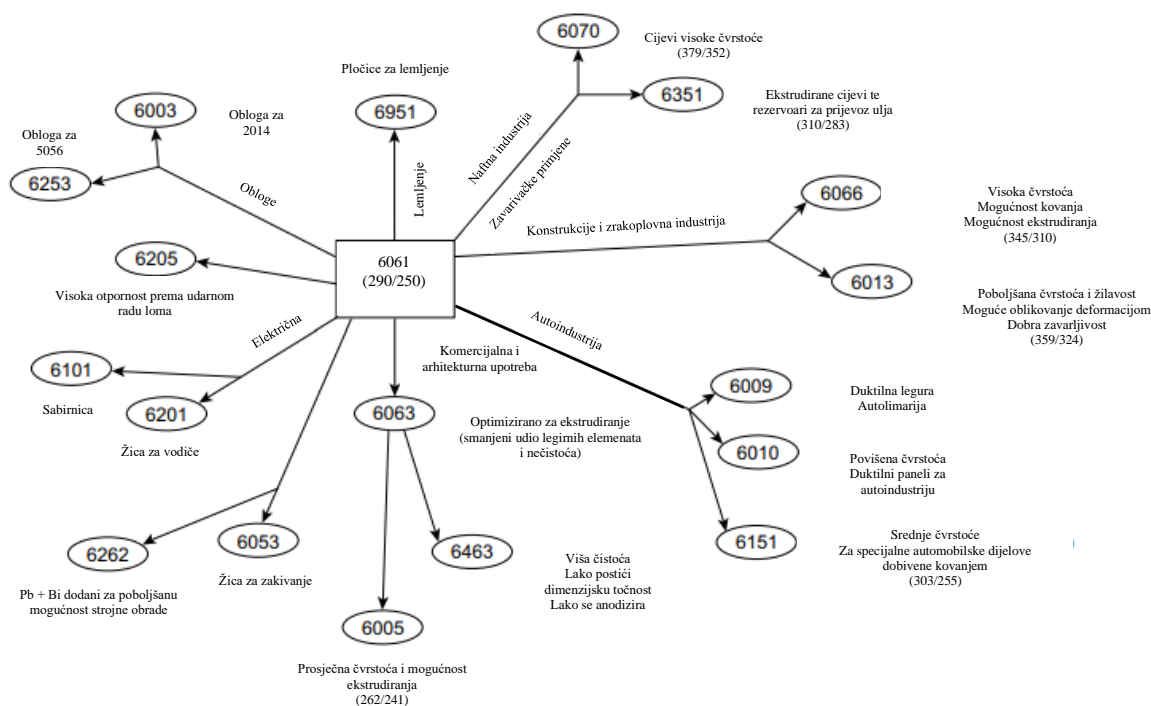 6070
Cijevi visoke čvrstoće
(379/352)
Pločice za lemljenje
6351
Ekstrudirane cijevi te
rezervoari za prijevoz ulja
(310/283)
6003
Obloga za
2014
6951
Obloga za
5056
6253
Obloge
Lemljenje
Naftna industrija
Zavarivačke primjene
Konstrukcije i zrakoplovna industrija
6066
Visoka čvrstoća
Mogućnost kovanja
Mogućnost ekstrudiranja
(345/310)
6205
Visoka otpornost prema udarnom
radu loma
6061
(290/250)
6013
Poboljšana čvrstoća i žilavost
Moguće oblikovanje deformacijom
Dobra zavarljivost
(359/324)
Električna
Autoindustrija
Komercijalna i
arhitekturna upotreba
6101
Sabirnica
6201
Žica za vodiče
6063
Optimizirano za ekstrudiranje
(smanjeni udio legirnih elemenata
i nečistoća)
6009
Duktilna legura
Autolimarija
6010
Povišena čvrstoća
Duktilni paneli za
autoindustriju
6151
Srednje čvrstoće
Za specijalne automobilske dijelove
dobivene kovanjem
(303/255)
6262
Pb + Bi dodani za poboljšanu
mogućnost strojne obrade
6053
Žica za zakivanje
6463
Viša čistoća
Lako postići
dimenzijsku točnost
Lako se anodizira
6005
Prosječna čvrstoća i mogućnost
ekstrudiranja
(262/241)